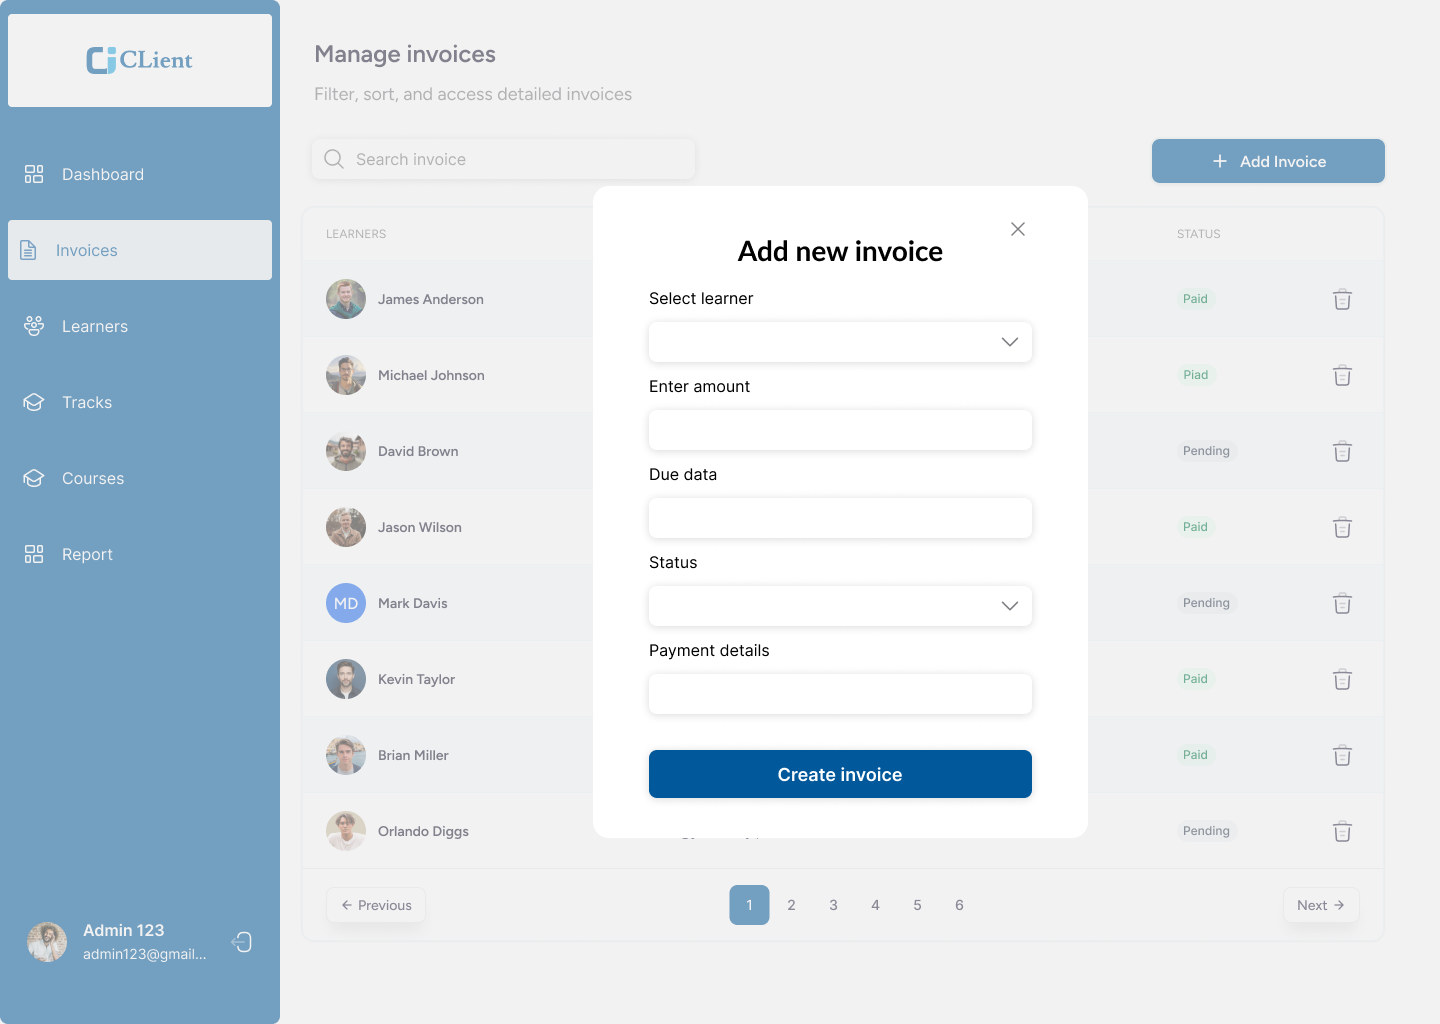 CLient
Dashboard
Invoices
Learners
Tracks
Courses
Report
Admin 123
admin123@gmail...
Manage invoices
Filter, sort, and access detailed invoices
Search invoice
Add Invoice
LEARNERS
STATUS
James Anderson
Paid
Michael Johnson
Piad
David Brown
Pending
Jason Wilson
Paid
MD
Mark Davis
Pending
Kevin Taylor
Paid
Brian Miller
Paid
Orlando Diggs
Pending
Previous
1
2
3
4
5
6
Next
Add new invoice
Select learner
Enter amount
Due data
Status
Payment details
Create invoice